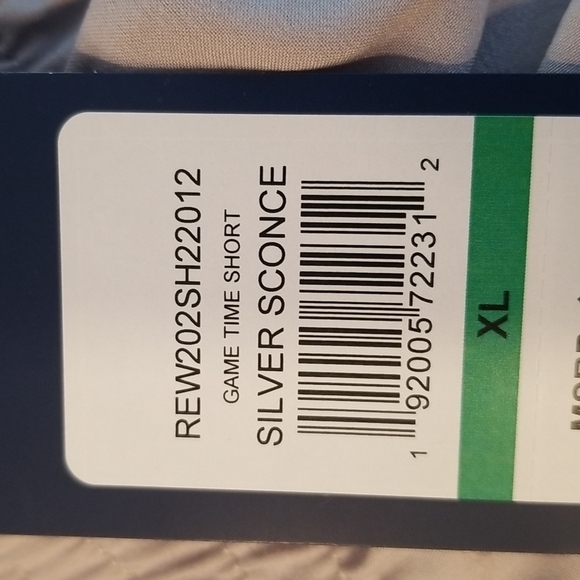 REW202SH22012
GAME TIME SHORT
SILVER SCONCE
1 92005 72231 2
XL